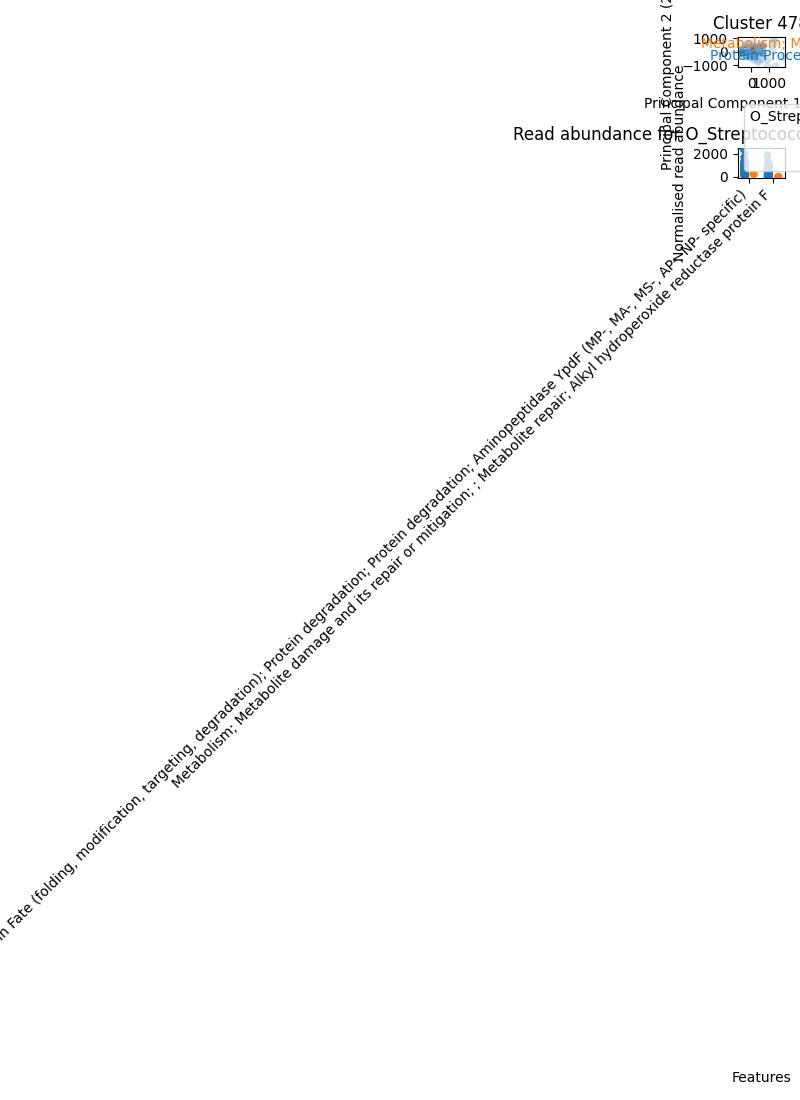 Cluster 478
1000
0
−1000
Metabolism; M
Protein Proce
0
1000
Principal Component 1
Principal Component 2 (2
O_Strep
Read abundance for O_Streptococc
2000
0
Normalised read abundance
in Fate (folding, modification, targeting, degradation); Protein degradation; Protein degradation; Aminopeptidase YpdF (MP-, MA-, MS-, AP-, NP- specific)
Metabolism; Metabolite damage and its repair or mitigation; ; Metabolite repair; Alkyl hydroperoxide reductase protein F
Features